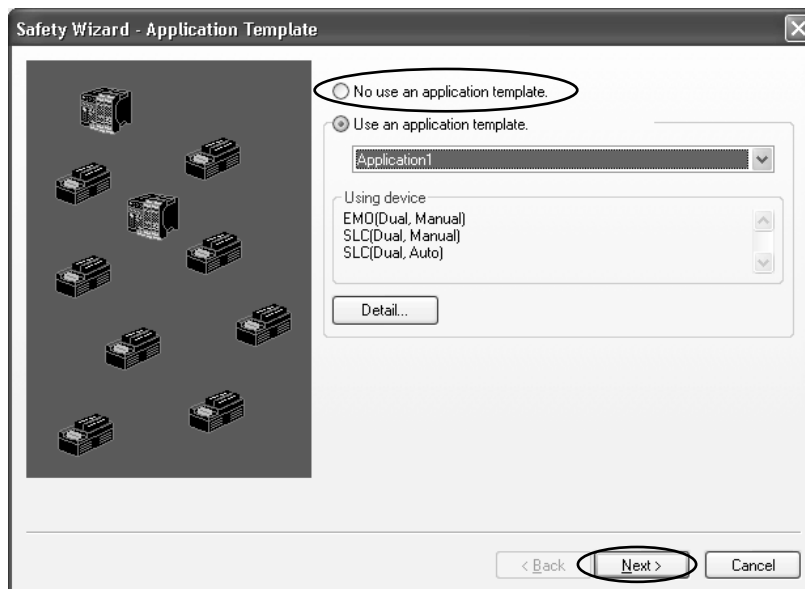 Safety Wizard - Application Template
No use an application template.
Use an application template.
Application1
Using device
EMO(Dual, Manual)
SLC(Dual, Manual)
SLC(Dual, Auto)
Detail...
< Back
Next >
Cancel